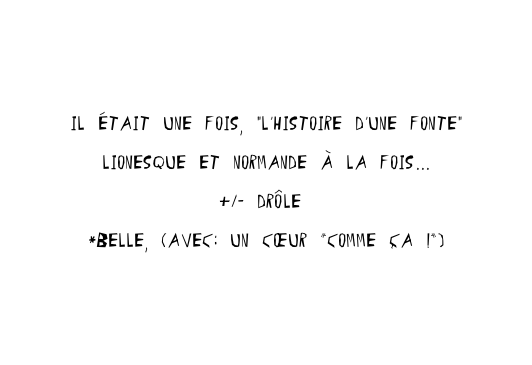 IL ÉTAIT UNE FOIS, "L'HISTOIRE D'UNE FONTE"
LIONESQUE ET NORMANDE À LA FOIS...
+/- DRÔLE
*BELLE, (AVEC: UN CŒUR "COMME ÇA !")